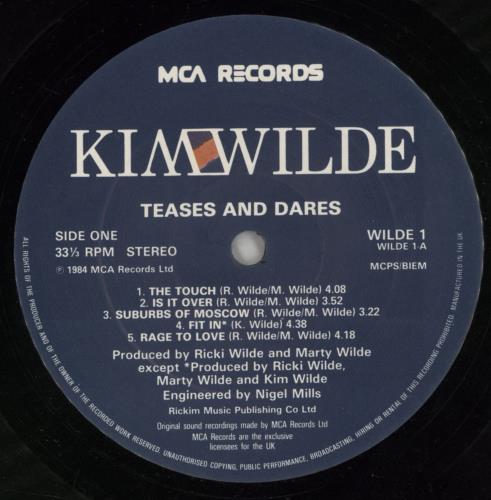 MCA RECORDS
KIM WILDE
TEASES AND DARES
SIDE ONE
33⅓ RPM STEREO
℗ 1984 MCA Records Ltd
WILDE 1
WILDE 1-A
MCPS/BIEM
1. THE TOUCH (R. Wilde/M. Wilde) 4.08
2. IS IT OVER (R. Wilde/M. Wilde) 3.52
3. SUBURBS OF MOSCOW (R. Wilde/M. Wilde) 3.22
4. FIT IN* (K. Wilde) 4.38
5. RAGE TO LOVE (R. Wilde/M. Wilde) 4.18
Produced by Ricki Wilde and Marty Wilde
except *Produced by Ricki Wilde,
Marty Wilde and Kim Wilde
Engineered by Nigel Mills
Rickim Music Publishing Co Ltd
Original sound recordings made by MCA Records Ltd
MCA Records are the exclusive
licensees for the UK
ALL RIGHTS OF THE PRODUCER AND OF THE OWNER OF THE RECORDED WORK RESERVED. UNAUTHORISED COPYING, PUBLIC PERFORMANCE, BROADCASTING, HIRING OR RENTAL OF THIS RECORDING PROHIBITED. MANUFACTURED IN THE UK